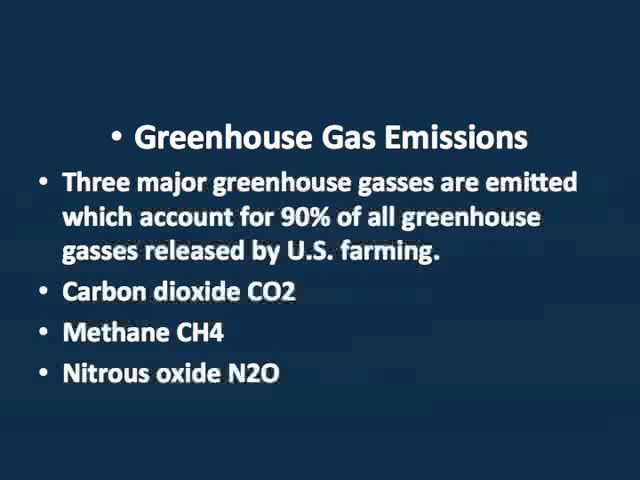 • Greenhouse Gas Emissions
• Three major greenhouse gasses are emitted
which account for 90% of all greenhouse
gasses released by U.S. farming.
• Carbon dioxide CO2
• Methane CH4
• Nitrous oxide N2O